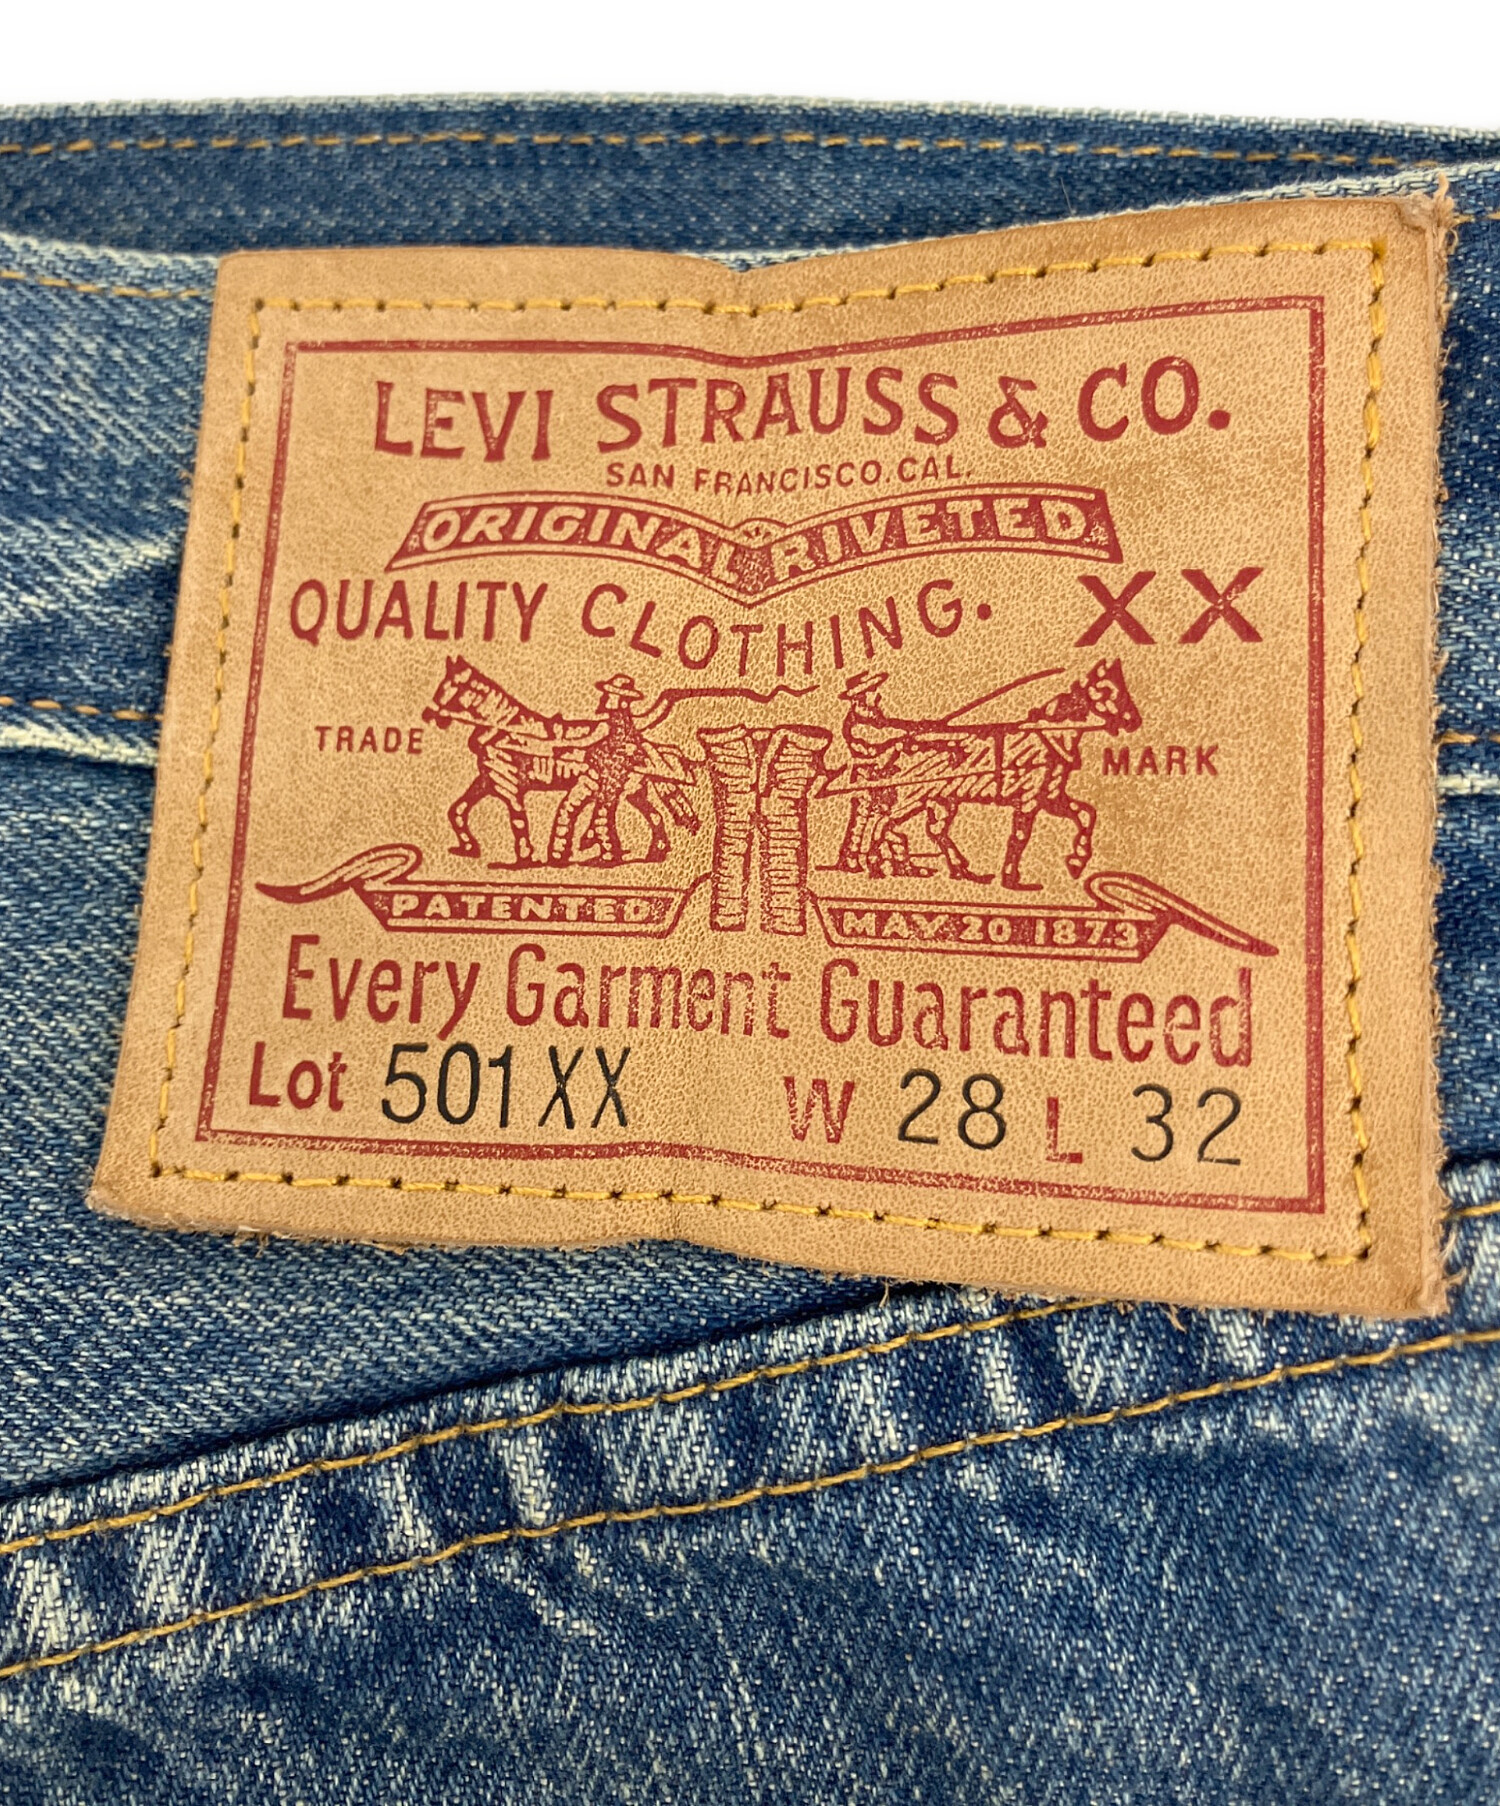 LEVI STRAUSS & CO.
SAN FRANCISCO. CAL.
ORIGINAL RIVETED
QUALITY CLOTHING. XX
TRADE MARK
PATENTED MAY 20 1873
Every Garment Guaranteed
Lot 501XX W 28 L 32